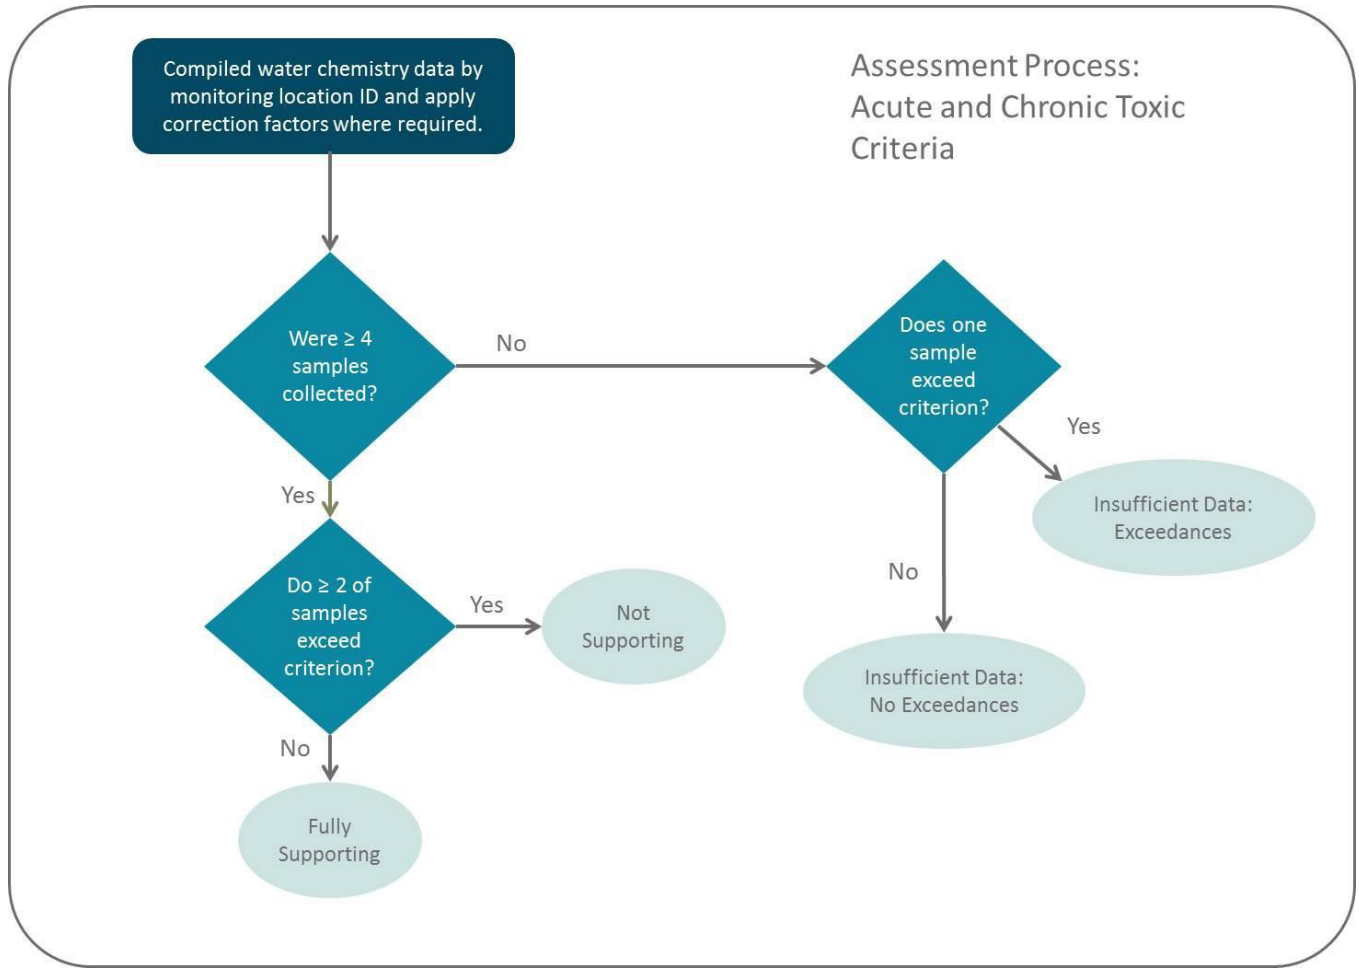 Compiled water chemistry data by
monitoring location ID and apply
correction factors where required.
Assessment Process:
Acute and Chronic Toxic
Criteria
Were ≥ 4
samples
collected?
No
Does one
sample
exceed
criterion?
Yes
Insufficient Data:
Exceedances
No
Insufficient Data:
No Exceedances
Yes
Do ≥ 2 of
samples
exceed
criterion?
Yes
Not
Supporting
No
Fully
Supporting